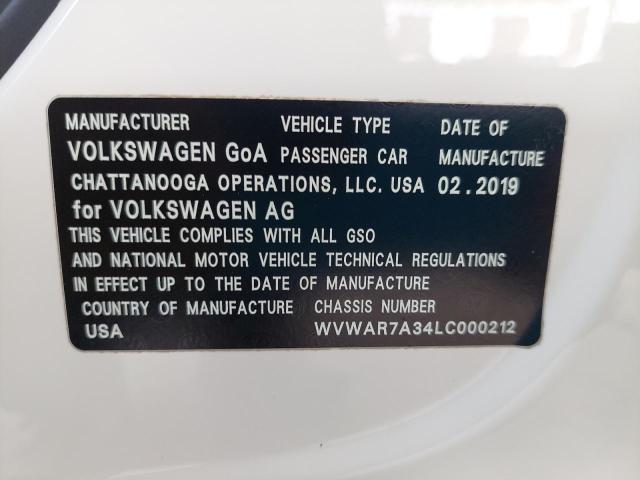 MANUFACTURER VEHICLE TYPE DATE OF
VOLKSWAGEN GoA PASSENGER CAR MANUFACTURE
CHATTANOOGA OPERATIONS, LLC. USA 02.2019
for VOLKSWAGEN AG
THIS VEHICLE COMPLIES WITH ALL GSO
AND NATIONAL MOTOR VEHICLE TECHNICAL REGULATIONS
IN EFFECT UP TO THE DATE OF MANUFACTURE
COUNTRY OF MANUFACTURE CHASSIS NUMBER
USA WVWAR7A34LC000212